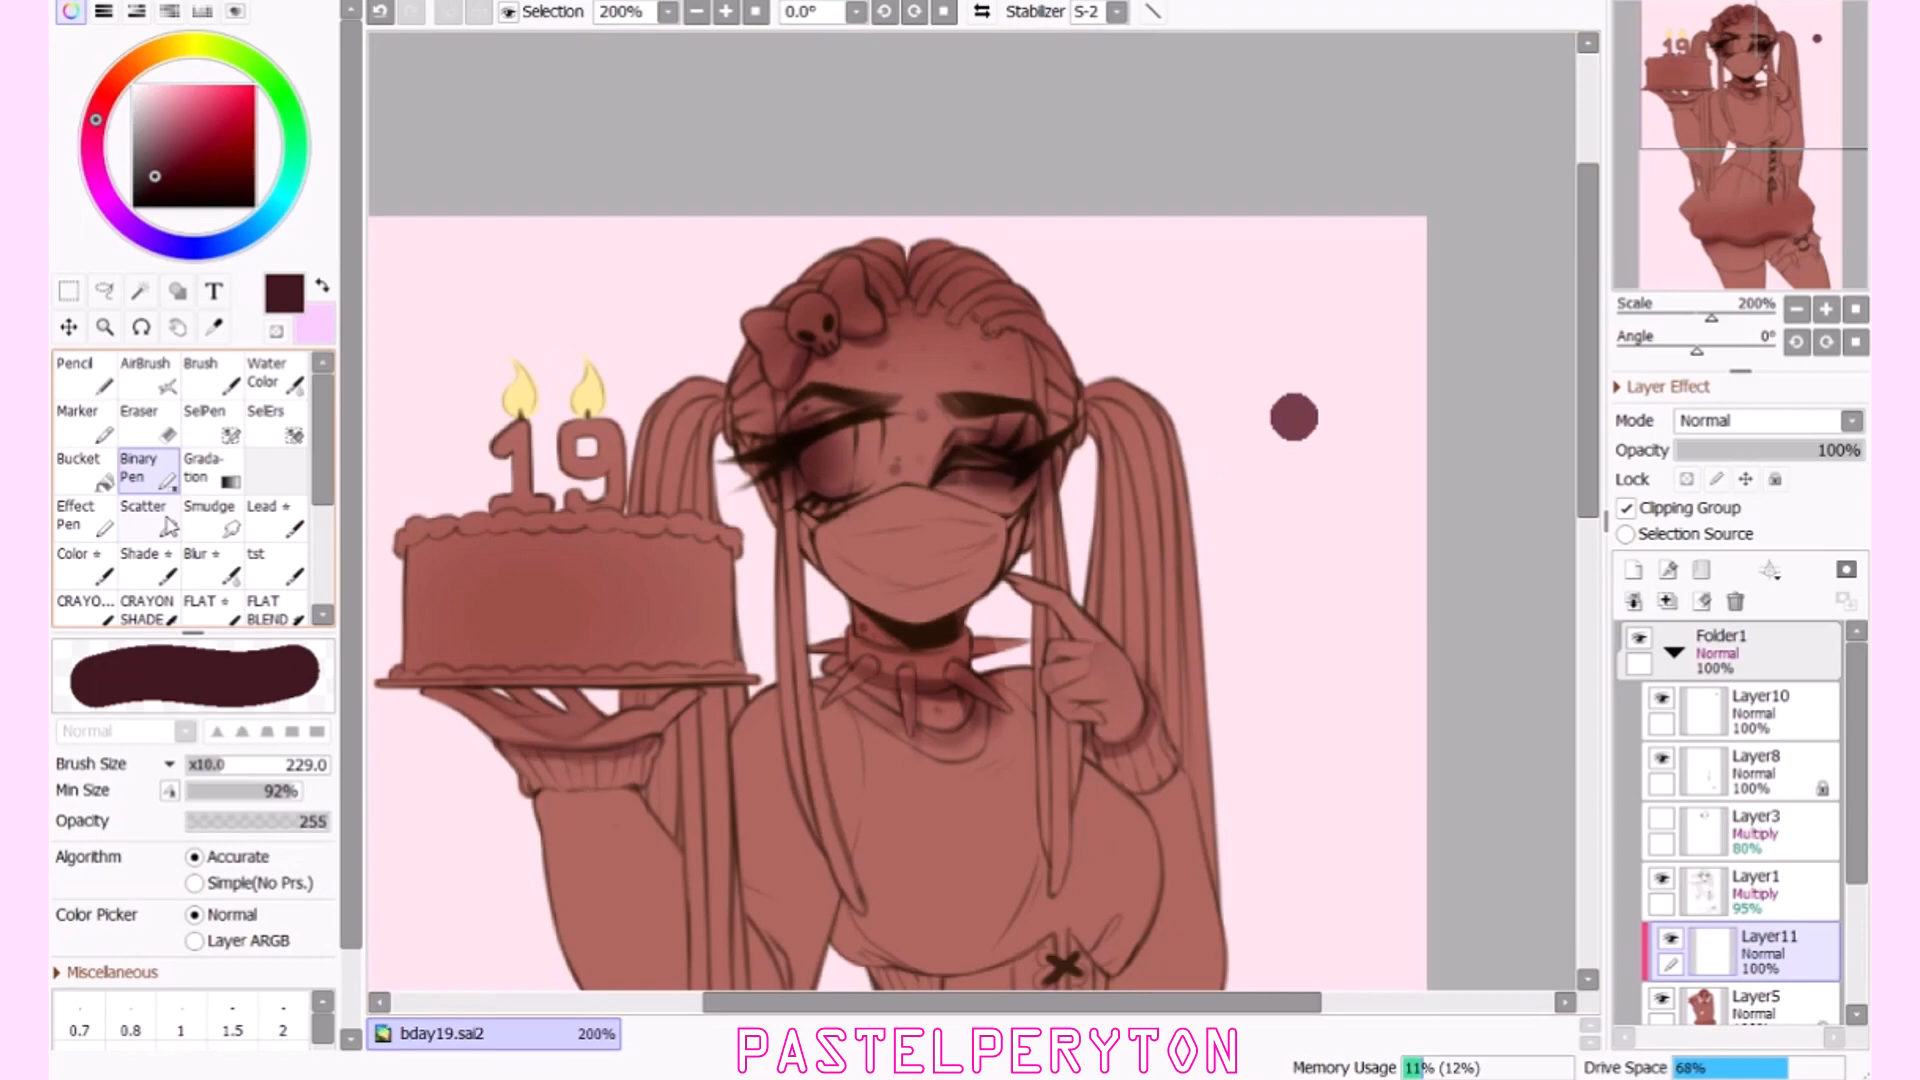 Selection 200% 0.0° Stabilizer S-2
T
Pencil AirBrush Brush Water Color
Marker Eraser SelPen SelErs
Bucket Binary Pen Grada-tion
Effect Pen Scatter Smudge Lead *
Color * Shade * Blur * tst
CRAYO... CRAYON SHADE FLAT * FLAT BLEND
Normal
Brush Size x10.0 229.0
Min Size 92%
Opacity 255
Algorithm Accurate
Simple(No Prs.)
Color Picker Normal
Layer ARGB
Miscellaneous
0.7 0.8 1 1.5 2
19
bday19.sai2 200%
PASTELPERYTON
Memory Usage 11% (12%) Drive Space 68%
19
Scale 200%
Angle 0°
Layer Effect
Mode Normal
Opacity 100%
Lock
Clipping Group
Selection Source
Folder1
Normal
100%
Layer10
Normal
100%
Layer8
Normal
100%
Layer3
Multiply
80%
Layer1
Multiply
95%
Layer11
Normal
100%
Layer5
Normal